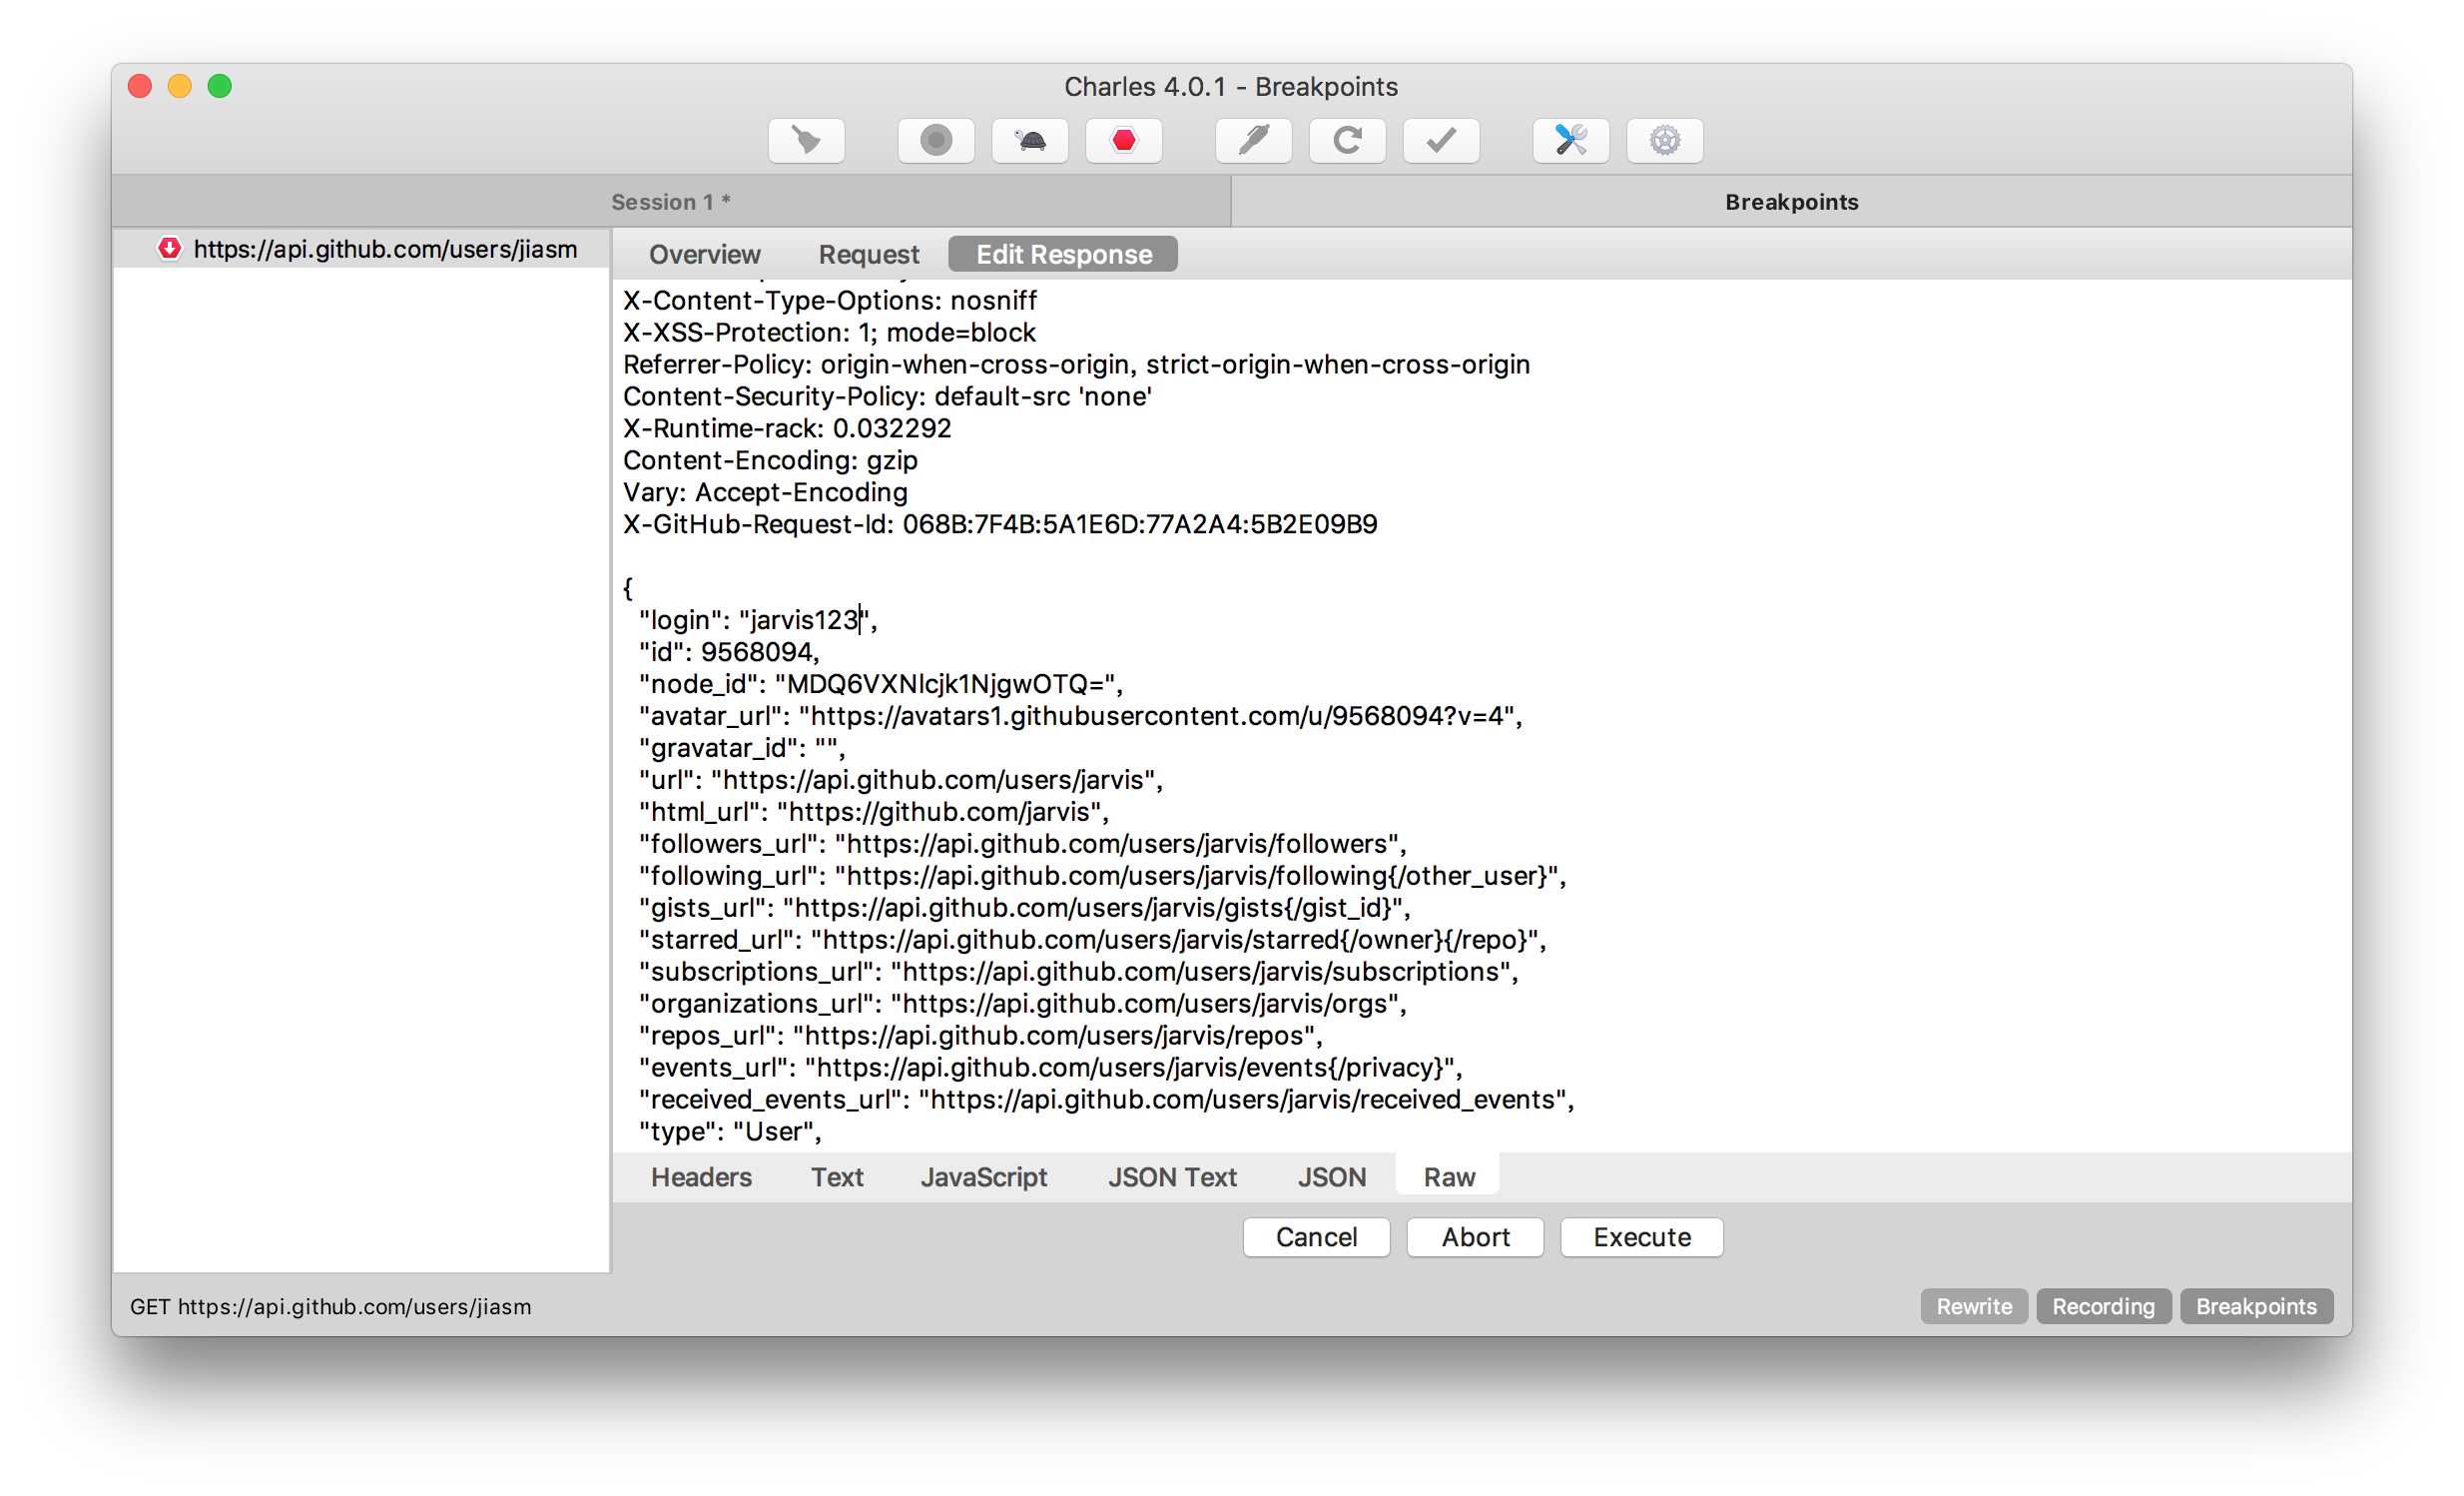 Charles 4.0.1 - Breakpoints
Session 1 *
Breakpoints
https://api.github.com/users/jiasm
Overview
Request
Edit Response
X-Content-Type-Options: nosniff
X-XSS-Protection: 1; mode=block
Referrer-Policy: origin-when-cross-origin, strict-origin-when-cross-origin
Content-Security-Policy: default-src 'none'
X-Runtime-rack: 0.032292
Content-Encoding: gzip
Vary: Accept-Encoding
X-GitHub-Request-Id: 068B:7F4B:5A1E6D:77A2A4:5B2E09B9
{
"login": "jarvis123",
"id": 9568094,
"node_id": "MDQ6VXNlcjk1NjgwOTQ=",
"avatar_url": "https://avatars1.githubusercontent.com/u/9568094?v=4",
"gravatar_id": "",
"url": "https://api.github.com/users/jarvis",
"html_url": "https://github.com/jarvis",
"followers_url": "https://api.github.com/users/jarvis/followers",
"following_url": "https://api.github.com/users/jarvis/following{/other_user}",
"gists_url": "https://api.github.com/users/jarvis/gists{/gist_id}",
"starred_url": "https://api.github.com/users/jarvis/starred{/owner}{/repo}",
"subscriptions_url": "https://api.github.com/users/jarvis/subscriptions",
"organizations_url": "https://api.github.com/users/jarvis/orgs",
"repos_url": "https://api.github.com/users/jarvis/repos",
"events_url": "https://api.github.com/users/jarvis/events{/privacy}",
"received_events_url": "https://api.github.com/users/jarvis/received_events",
"type": "User",
Headers
Text
JavaScript
JSON Text
JSON
Raw
Cancel
Abort
Execute
GET https://api.github.com/users/jiasm
Rewrite
Recording
Breakpoints